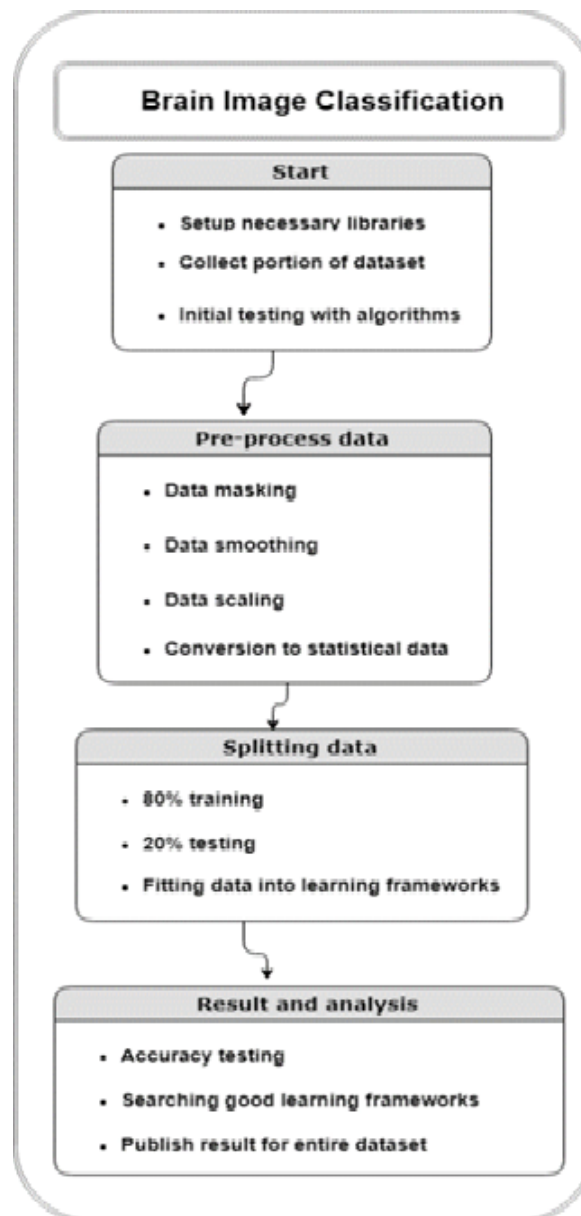 Brain Image Classification
Start
• Setup necessary libraries
• Collect portion of dataset
• Initial testing with algorithms
Pre-process data
• Data masking
• Data smoothing
• Data scaling
• Conversion to statistical data
Splitting data
• 80% training
• 20% testing
• Fitting data into learning frameworks
Result and analysis
• Accuracy testing
• Searching good learning frameworks
• Publish result for entire dataset